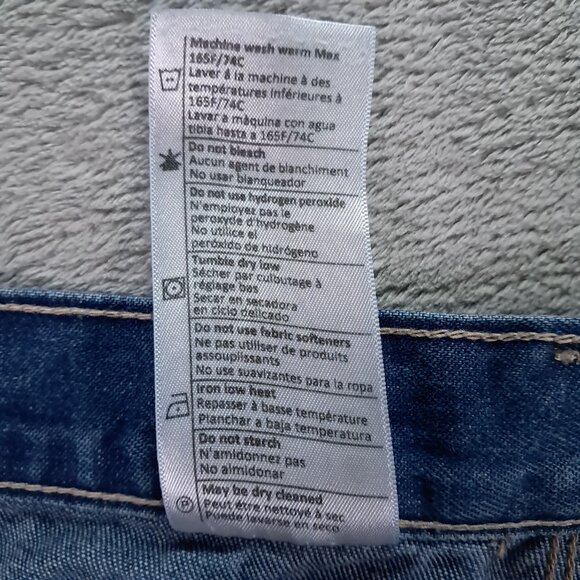 Machine wash warm Max
165F/74C
Laver à la machine à des
températures inférieures à
165F/74C
Lavar a màquina con agua
tibia hasta a 165F/74C
Do not bleach
Aucun agent de blanchiment
No usar blanqueador
Do not use hydrogen peroxide
N'employez pas le
peroxyde d'hydrogène
No utilice el
peróxido de hidrógeno
Tumble dry low
Sécher par culbutage à
réglage bas
Secar en secadora
en ciclo delicado
Do not use fabric softeners
Ne pas utiliser de produits
assouplissants
No use suavizantes para la ropa
Iron low heat
Repasser à basse température
Planchar a baja temperatura
Do not starch
N'amidonnez pas
No almidonar
May be dry cleaned
Peut être nettoyé à sec
Puede lavarse en seco
P